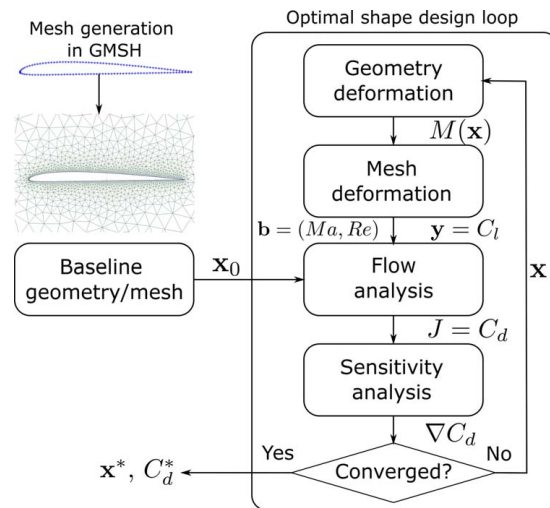 Optimal shape design loop
Mesh generation
in GMSH
Geometry
deformation
M(𝐱)
Mesh
deformation
𝐛 = (Ma, Re)
𝐲 = C_l
Baseline
geometry/mesh
𝐱₀
Flow
analysis
𝐱
J = C_d
Sensitivity
analysis
∇C_d
Yes
No
Converged?
𝐱*, C_d*